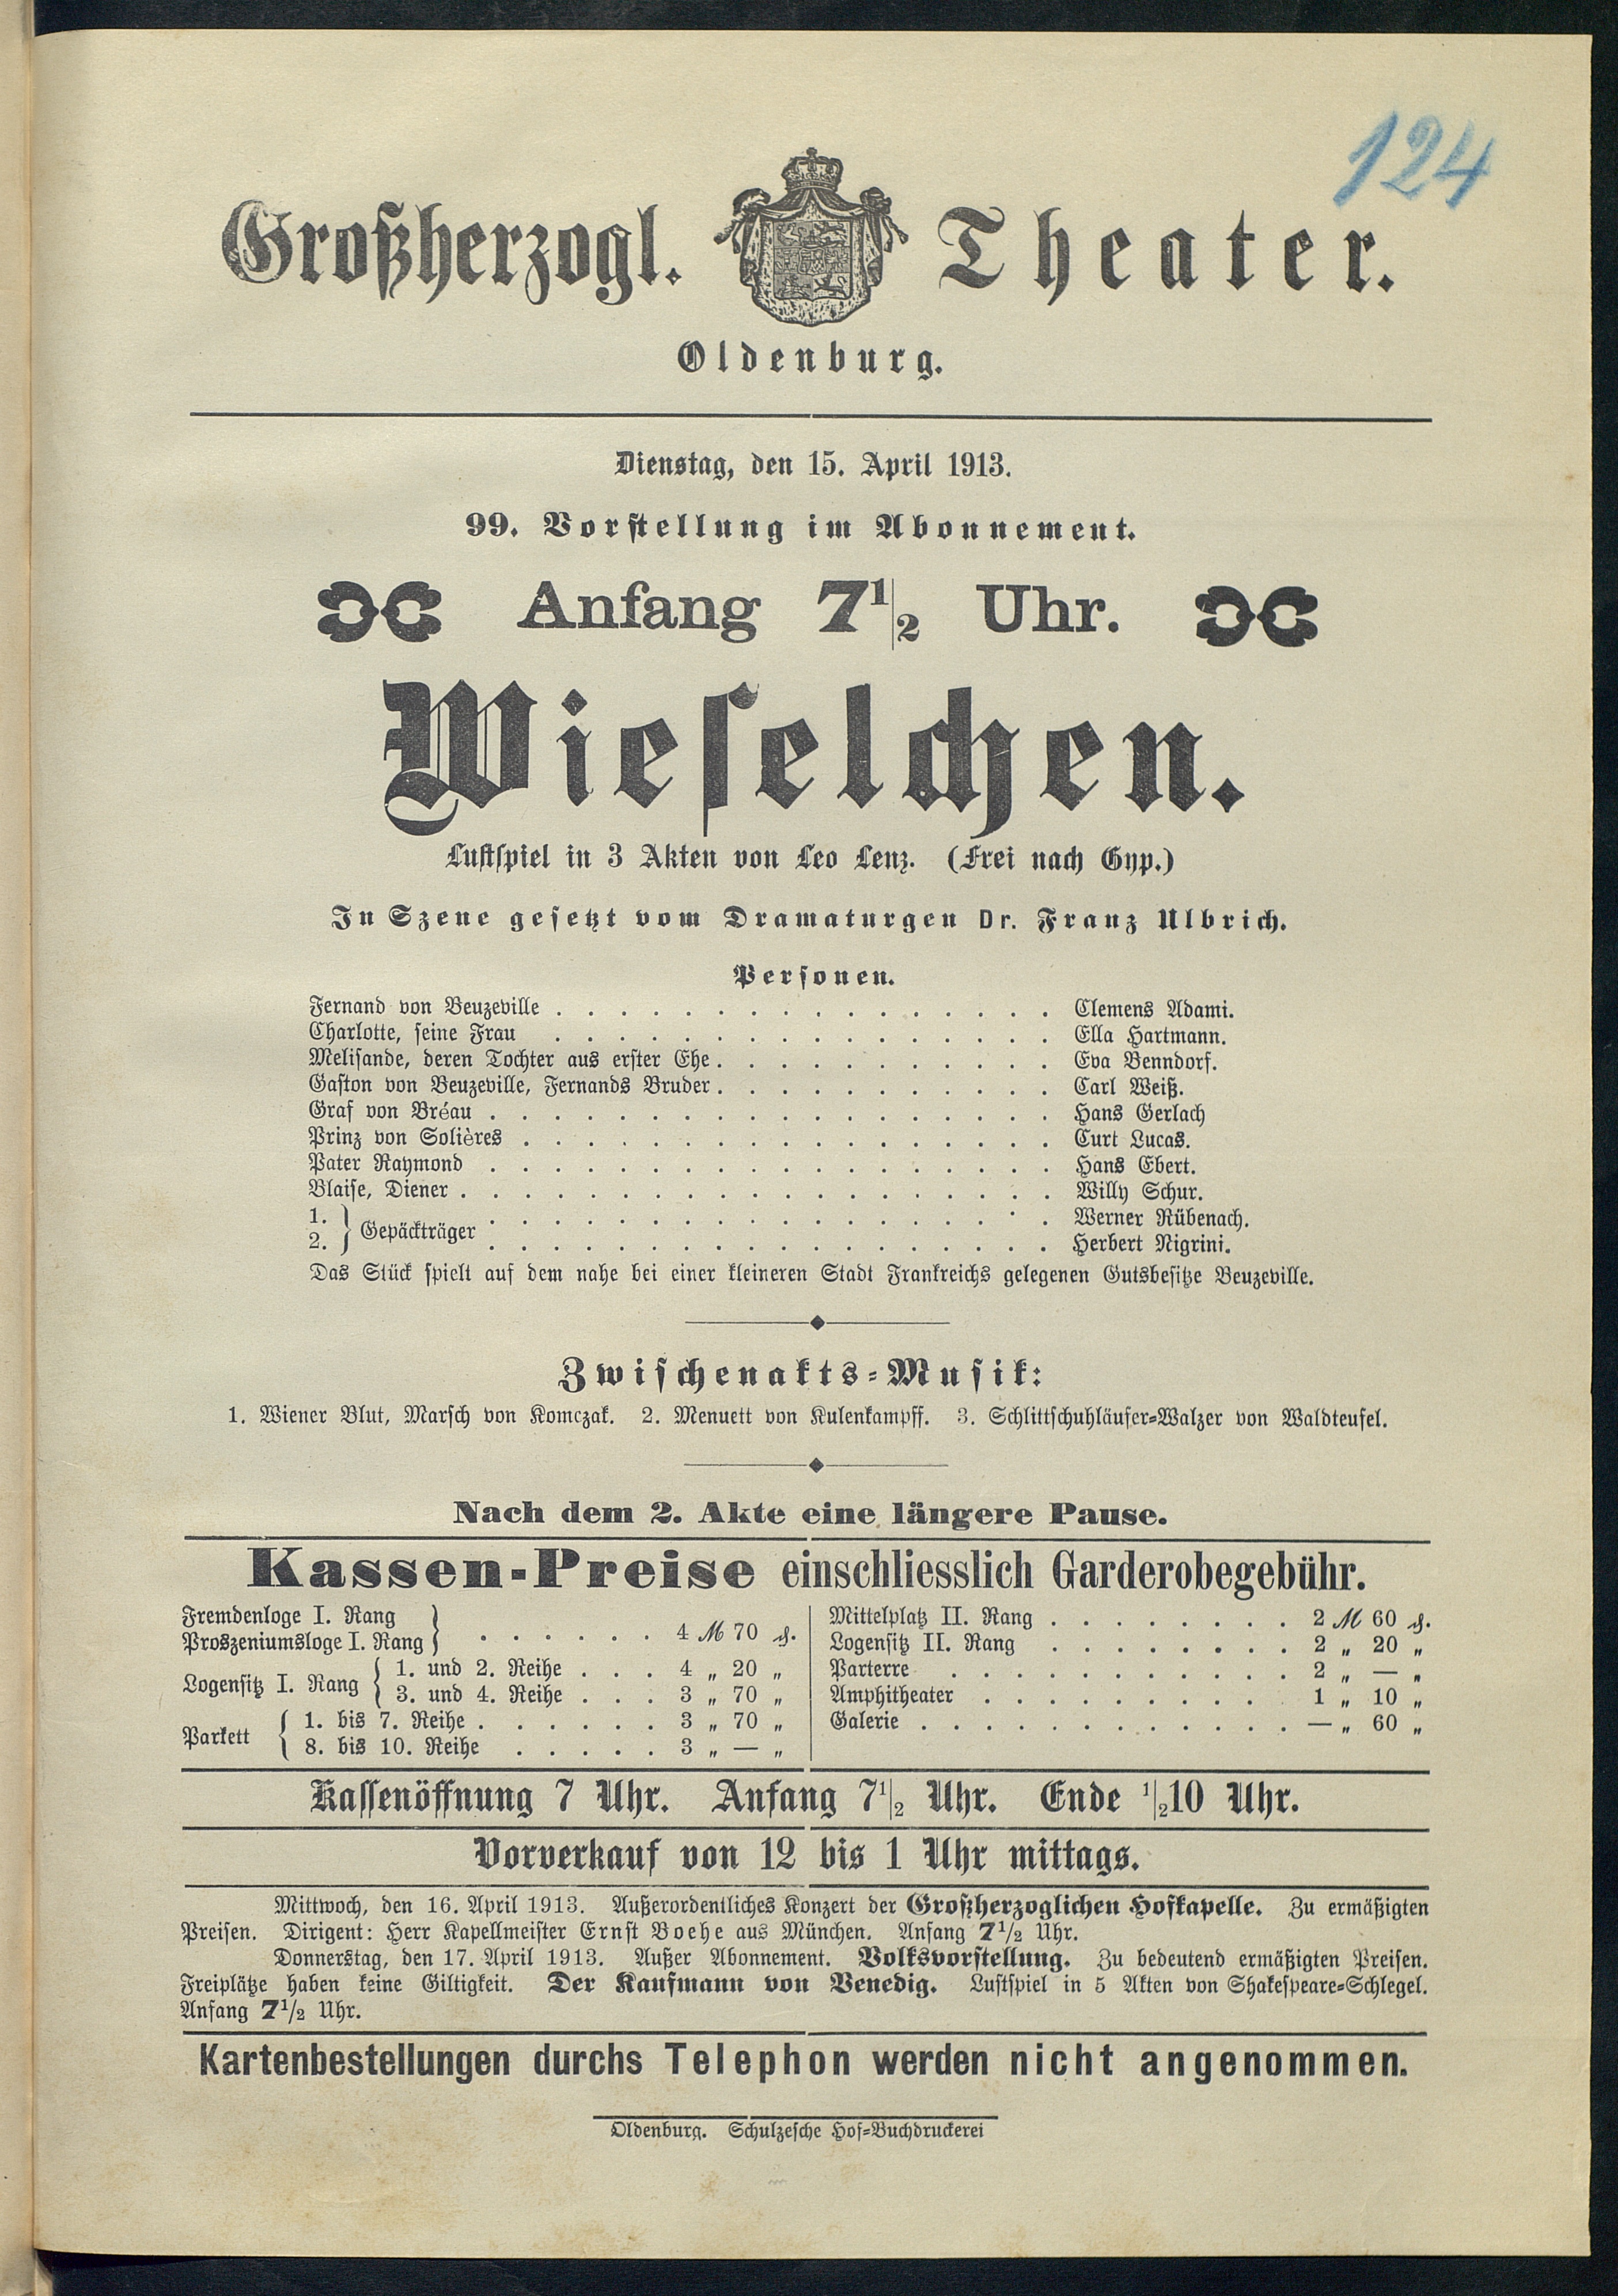 124
Großherzogl. Theater.
Oldenburg.
Dienstag, den 15. April 1913.
99. Vorstellung im Abonnement.
Anfang 7 1/2 Uhr.
Wieselchen.
Lustspiel in 3 Akten von Leo Lenz. (Frei nach Gyp.)
In Szene gesetzt vom Dramaturgen Dr. Franz Ulbrich.
Personen.
Fernand von Beuzeville . . . . . . . . . . . . . . . . Clemens Adami.
Charlotte, seine Frau . . . . . . . . . . . . . . . . Ella Hartmann.
Melisande, deren Tochter aus erster Ehe . . . . . . . . . . . Eva Benndorf.
Gaston von Beuzeville, Fernands Bruder . . . . . . . . . . . Carl Weiß.
Graf von Bréau . . . . . . . . . . . . . . . . . . Hans Gerlach
Prinz von Solières . . . . . . . . . . . . . . . . . Curt Lucas.
Pater Raymond . . . . . . . . . . . . . . . . . . Hans Ebert.
Blaise, Diener . . . . . . . . . . . . . . . . . . . Willy Schur.
1. } Gepäckträger . . . . . . . . . . . . . . . . . . Werner Rübenach.
2. } . . . . . . . . . . . . . . . . . . Herbert Nigrini.
Das Stück spielt auf dem nahe bei einer kleineren Stadt Frankreichs gelegenen Gutsbesitze Beuzeville.
Zwischenakts-Musik:
1. Wiener Blut, Marsch von Komczak. 2. Menuett von Kulenkampff. 3. Schlittschuhläufer-Walzer von Waldteufel.
Nach dem 2. Akte eine längere Pause.
Kassen-Preise einschliesslich Garderobegebühr.
Fremdenloge I. Rang }
Proszeniumsloge I. Rang } . . . . . . 4 ℳ 70 ₰.
Logensitz I. Rang { 1. und 2. Reihe . . . 4 „ 20 „
3. und 4. Reihe . . . 3 „ 70 „
Parkett { 1. bis 7. Reihe . . . . . . 3 „ 70 „
8. bis 10. Reihe . . . . . 3 „ — „
Mittelplatz II. Rang . . . . . . . . 2 ℳ 60 ₰.
Logensitz II. Rang . . . . . . . . 2 „ 20 „
Parterre . . . . . . . . . . . 2 „ — „
Amphitheater . . . . . . . . . . 1 „ 10 „
Galerie . . . . . . . . . . . . — „ 60 „
Kassenöffnung 7 Uhr. Anfang 7 1/2 Uhr. Ende 1/2 10 Uhr.
Vorverkauf von 12 bis 1 Uhr mittags.
Mittwoch, den 16. April 1913. Außerordentliches Konzert der Großherzoglichen Hofkapelle. Zu ermäßigten
Preisen. Dirigent: Herr Kapellmeister Ernst Boehe aus München. Anfang 7 1/2 Uhr.
Donnerstag, den 17. April 1913. Außer Abonnement. Volksvorstellung. Zu bedeutend ermäßigten Preisen.
Freiplätze haben keine Giltigkeit. Der Kaufmann von Venedig. Lustspiel in 5 Akten von Shakespeare-Schlegel.
Anfang 7 1/2 Uhr.
Kartenbestellungen durchs Telephon werden nicht angenommen.
Oldenburg. Schulzesche Hof-Buchdruckerei